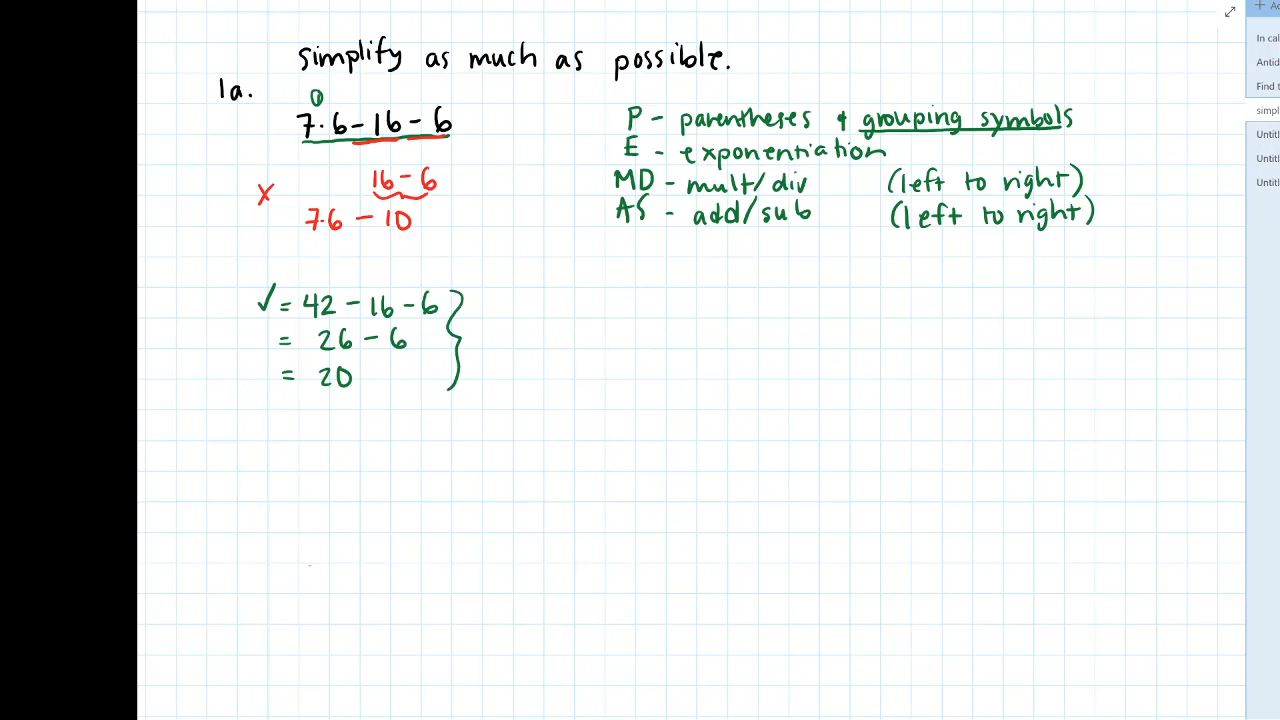 simplify as much as possible.
1a.
0
7·6 - 16 - 6
16 - 6
x
7·6 - 10
✓ = 42 - 16 - 6
= 26 - 6
= 20
P - parentheses & grouping symbols
E - exponentiation
MD - mult/div (left to right)
AS - add/sub (left to right)
In cal
Antid
Find t
simpl
Untitl
Untitl
Untitl